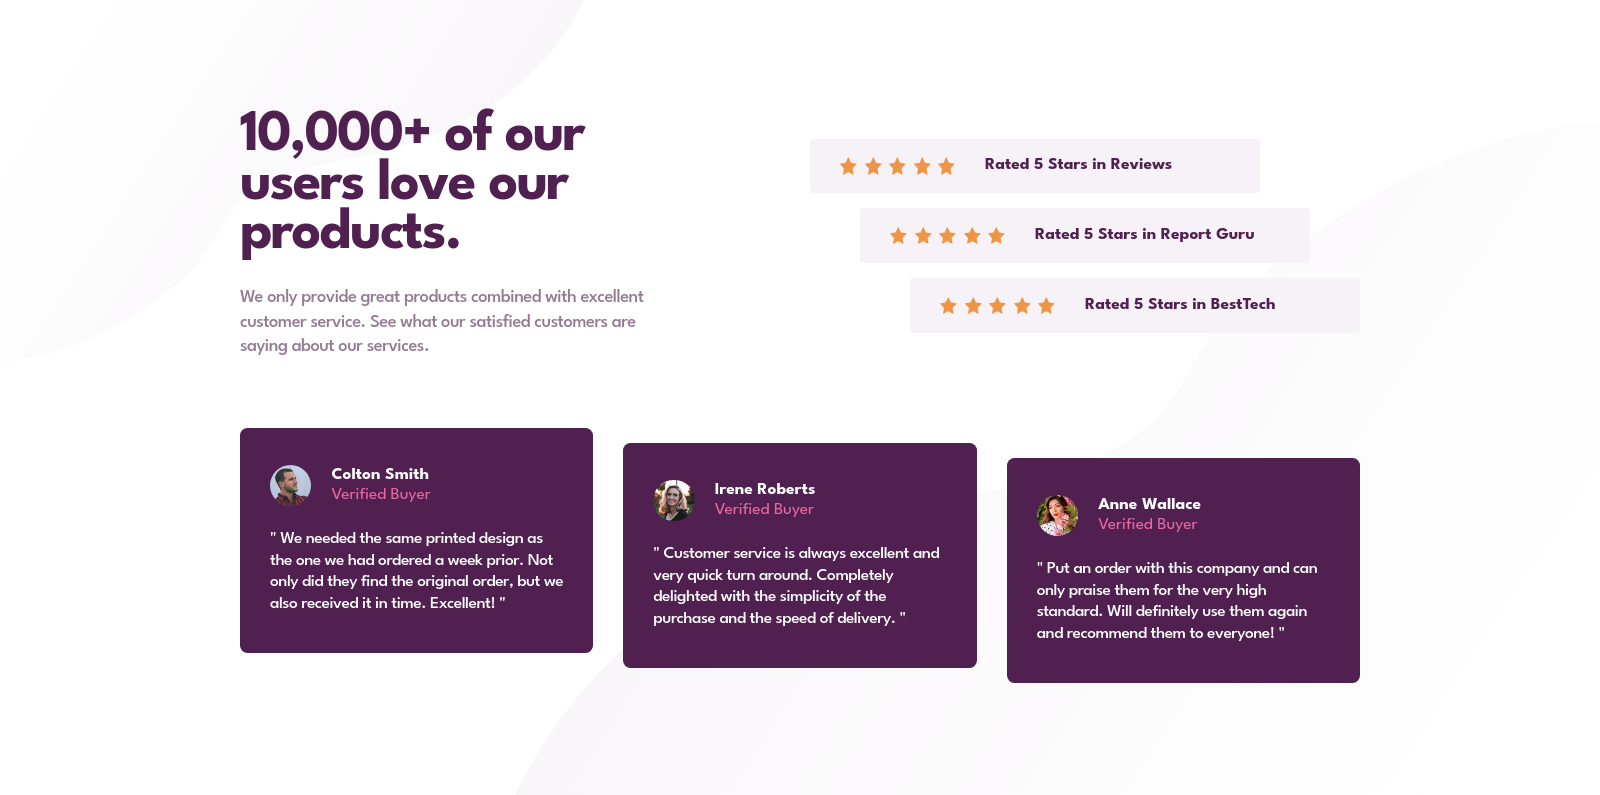 10,000+ of our
users love our
products.
We only provide great products combined with excellent
customer service. See what our satisfied customers are
saying about our services.
Rated 5 Stars in Reviews
Rated 5 Stars in Report Guru
Rated 5 Stars in BestTech
Colton Smith
Verified Buyer
" We needed the same printed design as
the one we had ordered a week prior. Not
only did they find the original order, but we
also received it in time. Excellent! "
Irene Roberts
Verified Buyer
" Customer service is always excellent and
very quick turn around. Completely
delighted with the simplicity of the
purchase and the speed of delivery. "
Anne Wallace
Verified Buyer
" Put an order with this company and can
only praise them for the very high
standard. Will definitely use them again
and recommend them to everyone! "